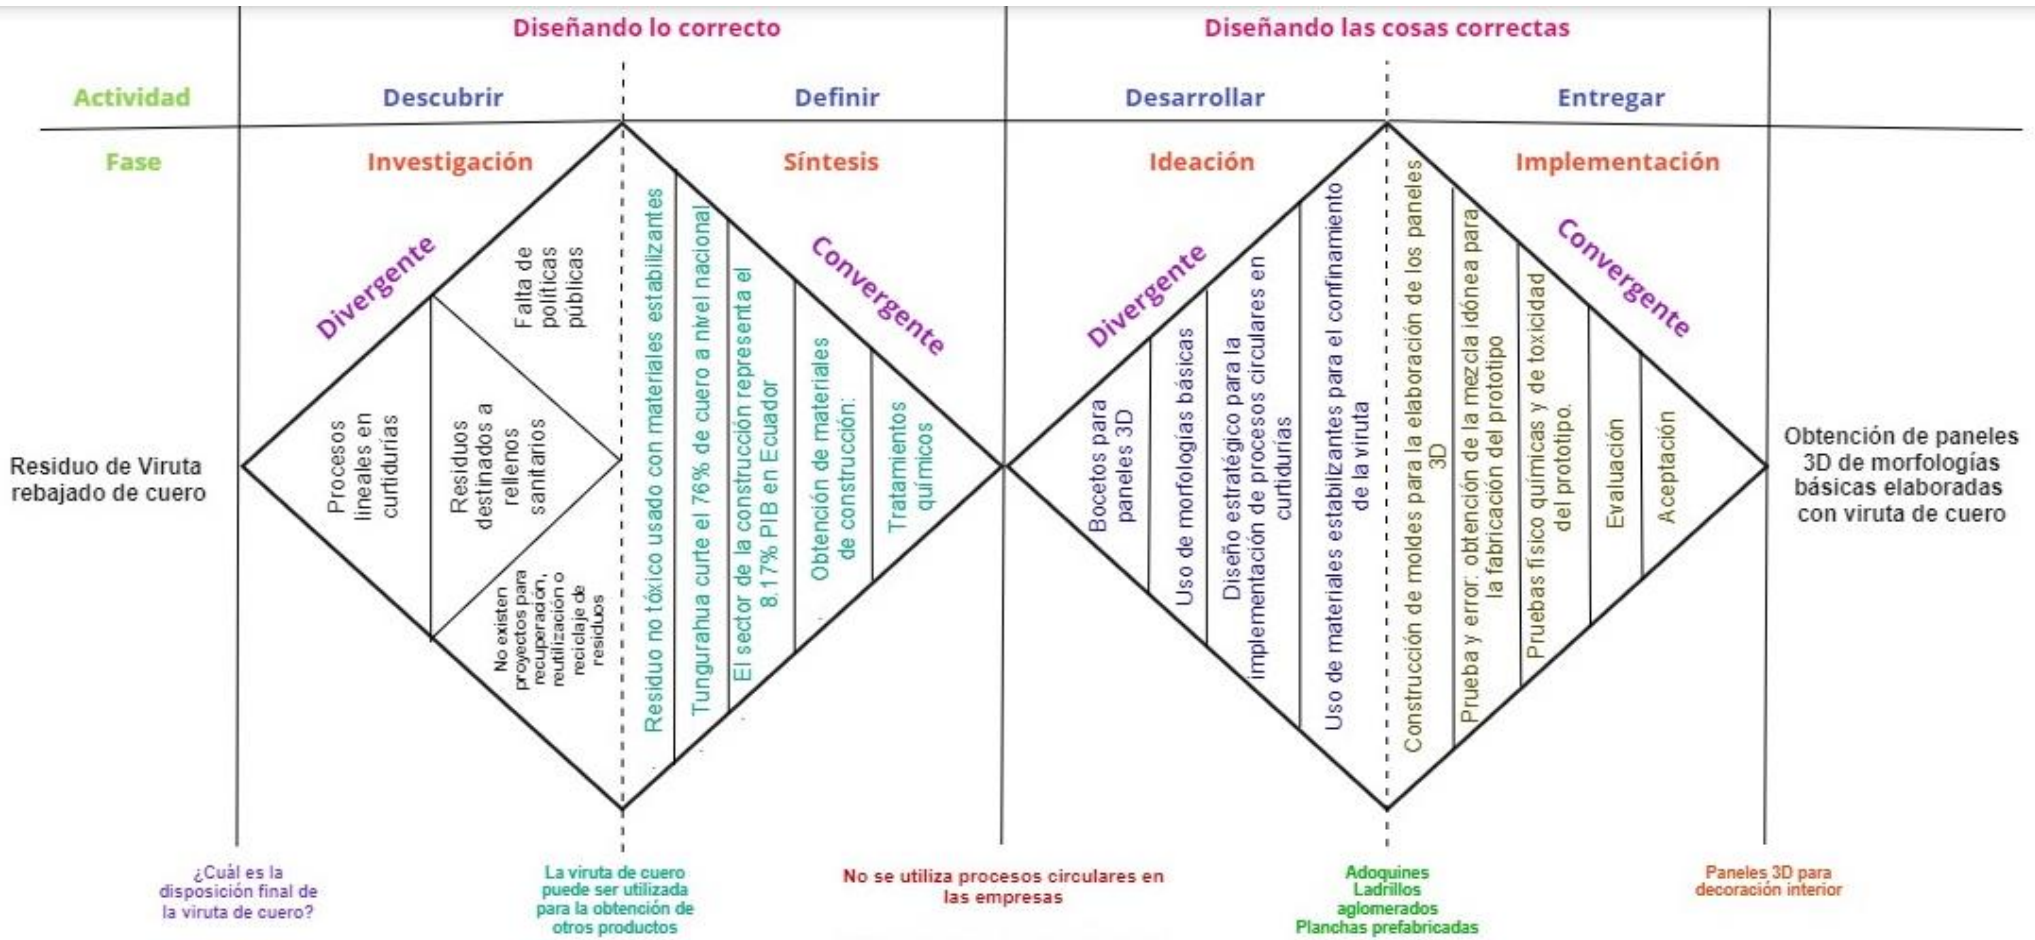 Diseñando lo correcto
Diseñando las cosas correctas
Actividad
Descubrir
Definir
Desarrollar
Entregar
Fase
Investigación
Síntesis
Ideación
Implementación
Divergente
Convergente
Divergente
Convergente
Residuo de Viruta
rebajado de cuero
Procesos
lineales en
curtidurías
Residuos
destinados a
rellenos
sanitarios
Falta de
políticas
públicas
No existen
proyectos para
recuperación,
reutilización o
reciclaje de
residuos
Residuo no tóxico usado con materiales estabilizantes
Tungurahua curte el 76% de cuero a nivel nacional
El sector de la construcción representa el
8.17% PIB en Ecuador
Obtención de materiales
de construcción:
Tratamientos
químicos
Bocetos para
paneles 3D
Uso de morfologías básicas
Diseño estratégico para la
implementación de procesos circulares en
curtidurías
Uso de materiales estabilizantes para el confinamiento
de la viruta
Construcción de moldes para la elaboración de los paneles
3D
Prueba y error: obtención de la mezcla idónea para
la fabricación del prototipo
Pruebas físico químicas y de toxicidad
del prototipo.
Evaluación
Aceptación
Obtención de paneles
3D de morfologías
básicas elaboradas
con viruta de cuero
¿Cuál es la
disposición final de
la viruta de cuero?
La viruta de cuero
puede ser utilizada
para la obtención de
otros productos
No se utiliza procesos circulares en
las empresas
Adoquines
Ladrillos
aglomerados
Planchas prefabricadas
Paneles 3D para
decoración interior